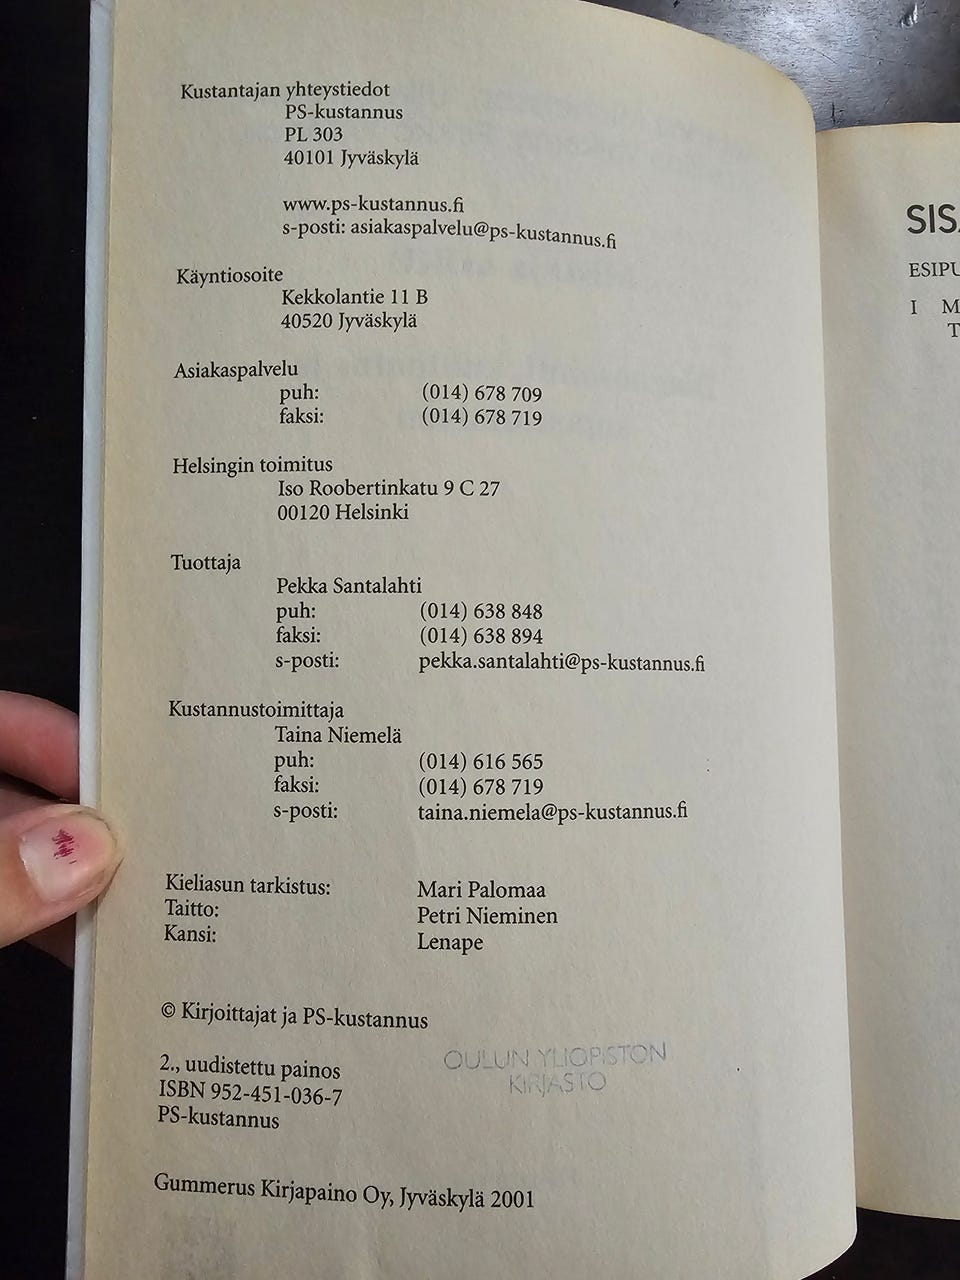 Kustantajan yhteystiedot
PS-kustannus
PL 303
40101 Jyväskylä
www.ps-kustannus.fi
s-posti: asiakaspalvelu@ps-kustannus.fi
Käyntiosoite
Kekkolantie 11 B
40520 Jyväskylä
Asiakaspalvelu
puh: (014) 678 709
faksi: (014) 678 719
Helsingin toimitus
Iso Roobertinkatu 9 C 27
00120 Helsinki
Tuottaja
Pekka Santalahti
puh: (014) 638 848
faksi: (014) 638 894
s-posti: pekka.santalahti@ps-kustannus.fi
Kustannustoimittaja
Taina Niemelä
puh: (014) 616 565
faksi: (014) 678 719
s-posti: taina.niemela@ps-kustannus.fi
Kieliasun tarkistus: Mari Palomaa
Taitto: Petri Nieminen
Kansi: Lenape
© Kirjoittajat ja PS-kustannus
2., uudistettu painos
ISBN 952-451-036-7
PS-kustannus
OULUN YLIOPISTON
KIRJASTO
Gummerus Kirjapaino Oy, Jyväskylä 2001
SIS
ESIPU
I M
T